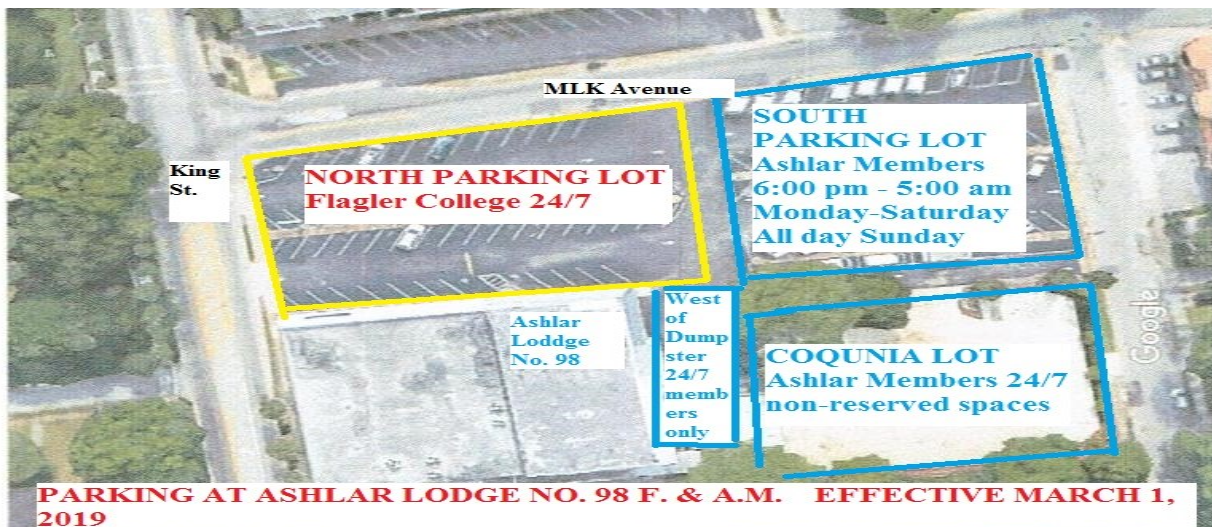 MLK Avenue
King
St.
NORTH PARKING LOT
Flagler College 24/7
SOUTH
PARKING LOT
Ashlar Members
6:00 pm - 5:00 am
Monday-Saturday
All day Sunday
Ashlar
Loddge
No. 98
West
of
Dump
ster
24/7
memb
ers
only
COQUNIA LOT
Ashlar Members 24/7
non-reserved spaces
Google
PARKING AT ASHLAR LODGE NO. 98 F. & A.M. EFFECTIVE MARCH 1,
2019